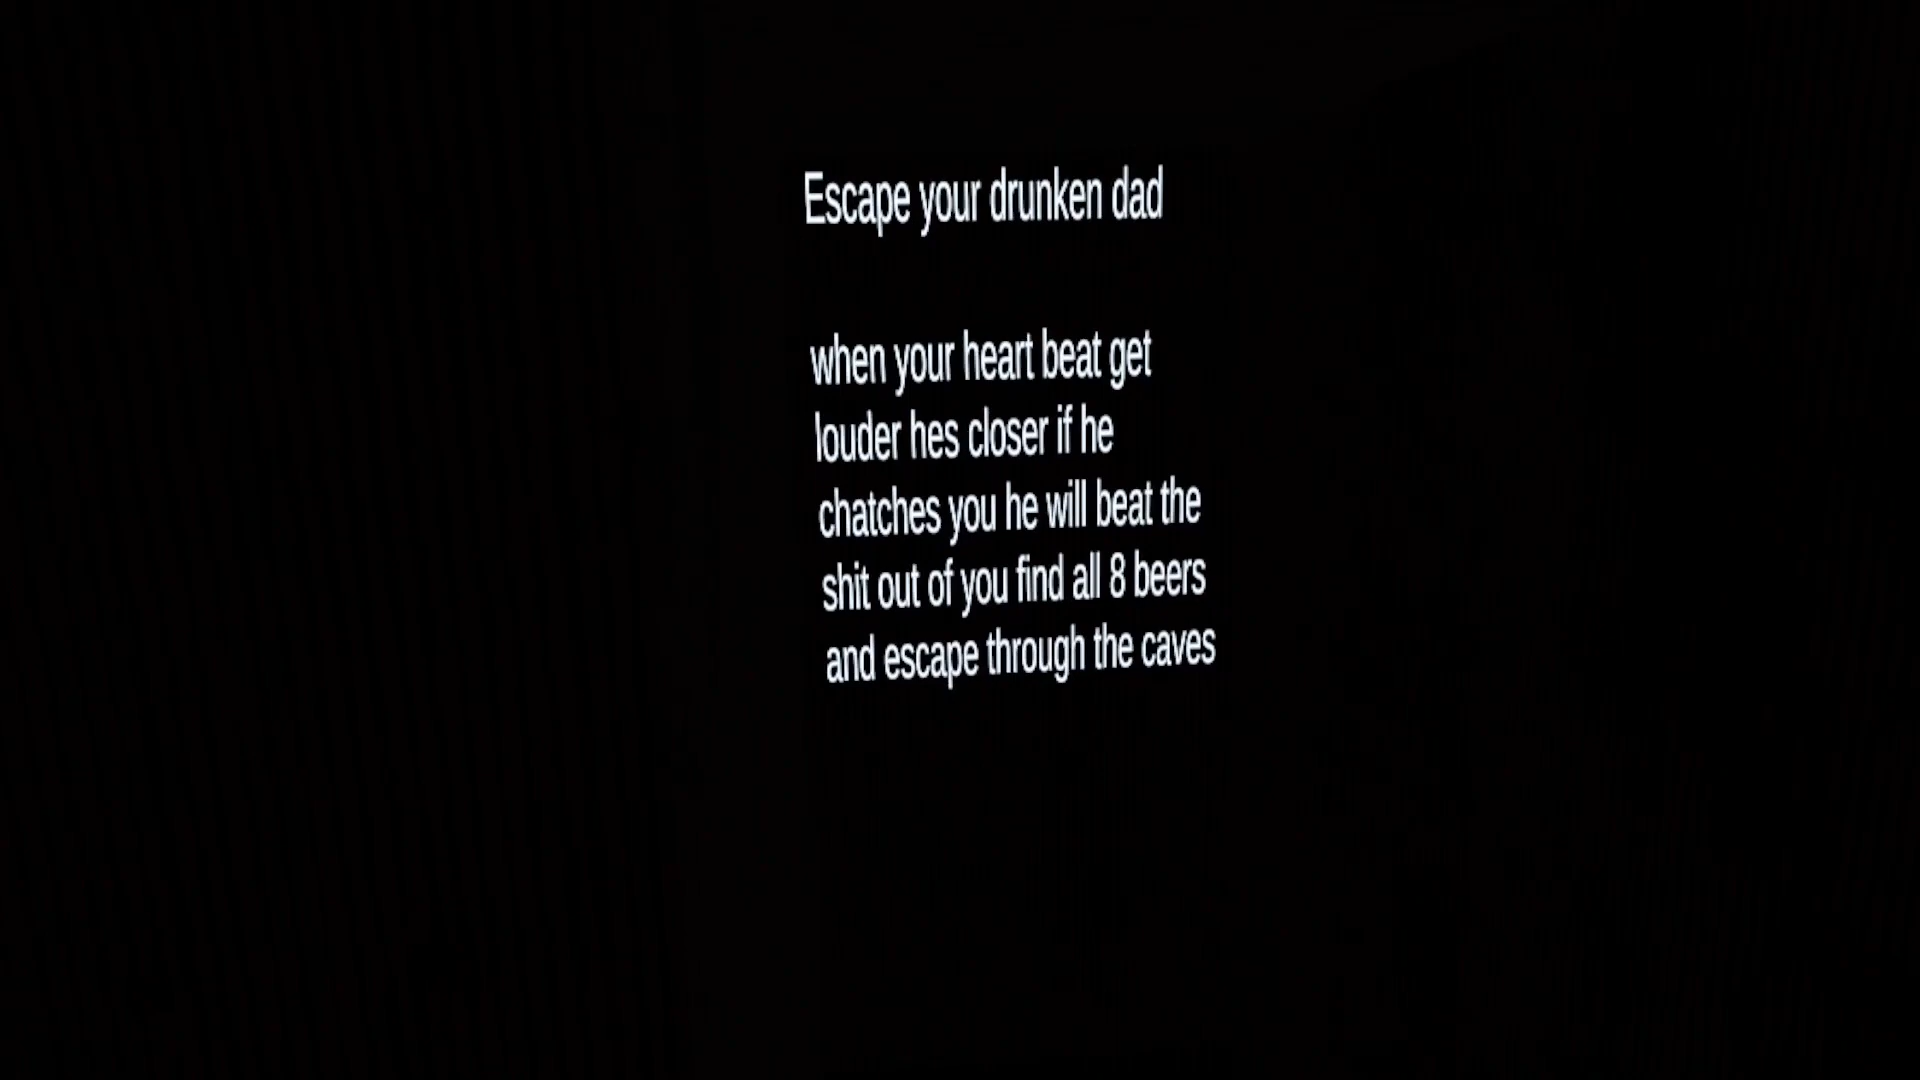 Escape your drunken dad
when your heart beat get
louder hes closer if he
chatches you he will beat the
shit out of you find all 8 beers
and escape through the caves